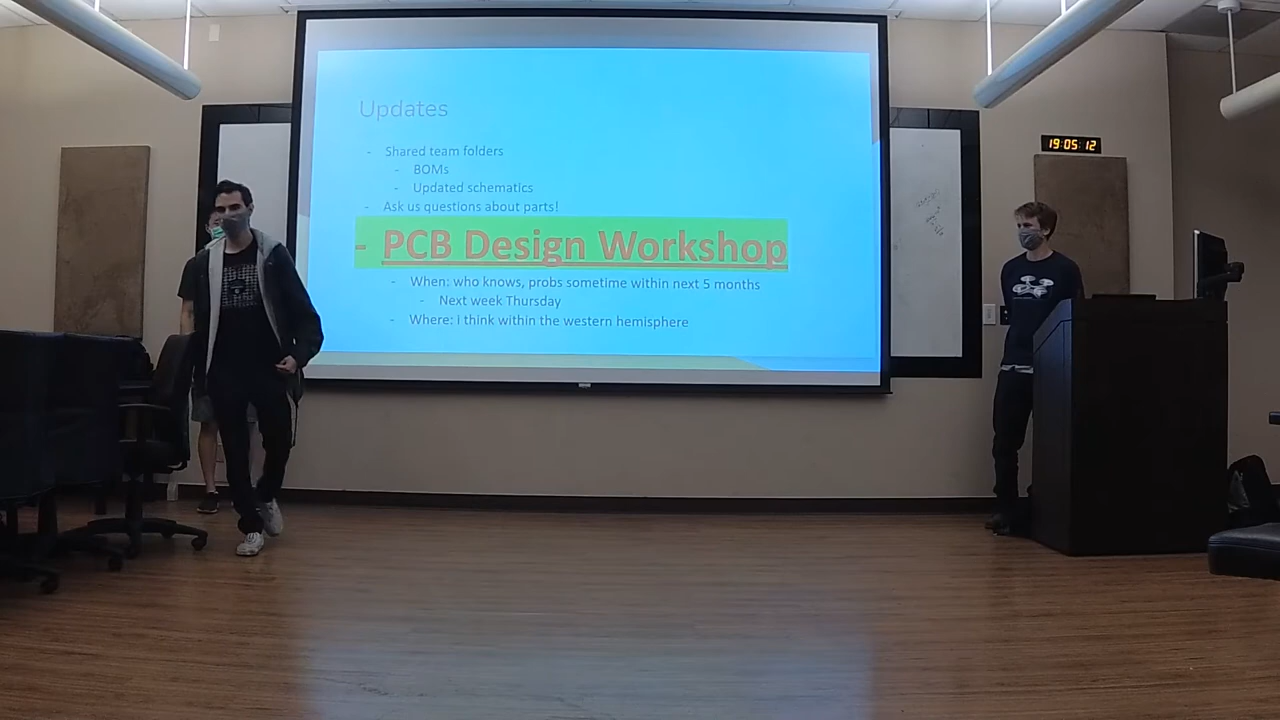 Updates
- Shared team folders
- BOMs
- Updated schematics
- Ask us questions about parts!
- PCB Design Workshop
- When: who knows, probs sometime within next 5 months
- Next week Thursday
- Where: I think within the western hemisphere
19:05:12